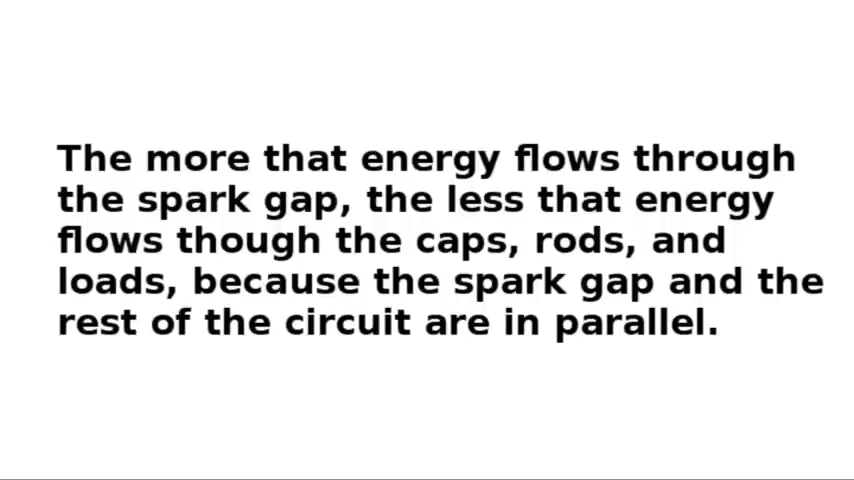 The more that energy flows through
the spark gap, the less that energy
flows though the caps, rods, and
loads, because the spark gap and the
rest of the circuit are in parallel.